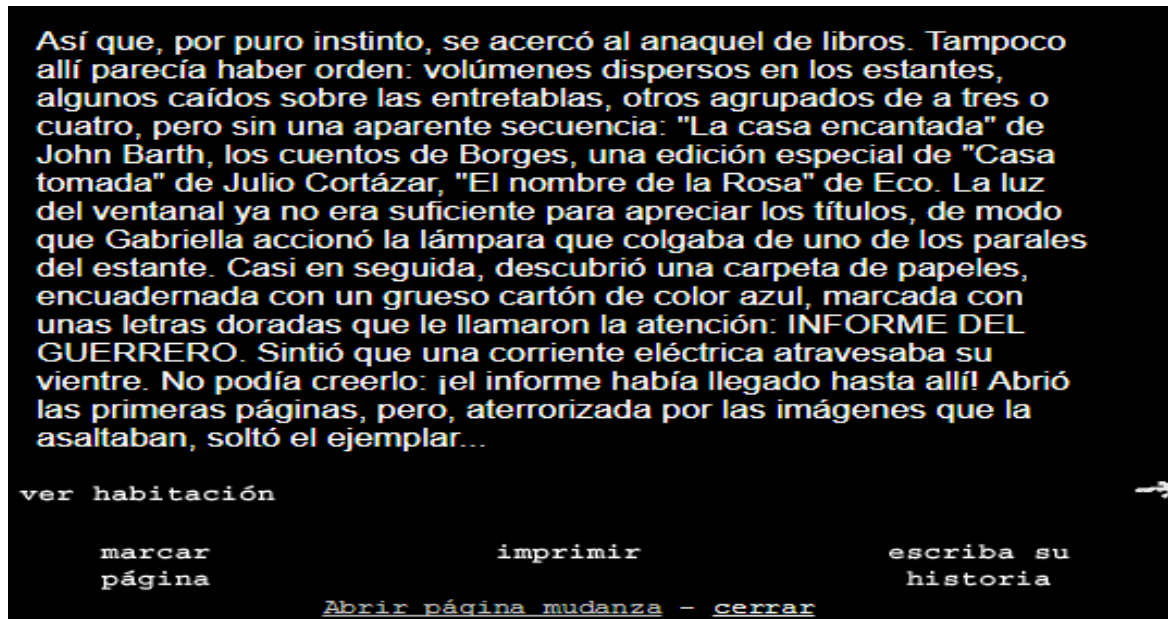 Así que, por puro instinto, se acercó al anaquel de libros. Tampoco
allí parecía haber orden: volúmenes dispersos en los estantes,
algunos caídos sobre las entretablas, otros agrupados de a tres o
cuatro, pero sin una aparente secuencia: "La casa encantada" de
John Barth, los cuentos de Borges, una edición especial de "Casa
tomada" de Julio Cortázar, "El nombre de la Rosa" de Eco. La luz
del ventanal ya no era suficiente para apreciar los títulos, de modo
que Gabriella accionó la lámpara que colgaba de uno de los parales
del estante. Casi en seguida, descubrió una carpeta de papeles,
encuadernada con un grueso cartón de color azul, marcada con
unas letras doradas que le llamaron la atención: INFORME DEL
GUERRERO. Sintió que una corriente eléctrica atravesaba su
vientre. No podía creerlo: ¡el informe había llegado hasta allí! Abrió
las primeras páginas, pero, aterrorizada por las imágenes que la
asaltaban, soltó el ejemplar...
ver habitación
marcar imprimir escriba su
página historia
Abrir página mudanza - cerrar